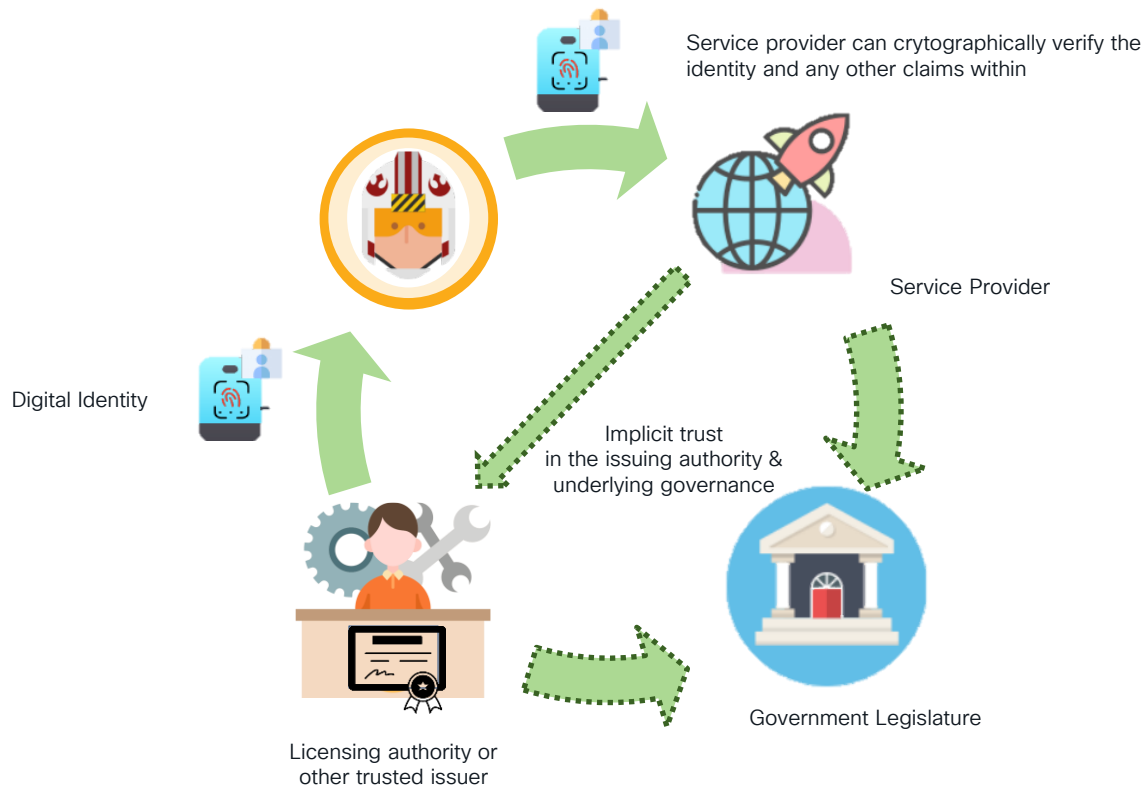 Service provider can crytographically verify the
identity and any other claims within
Service Provider
Digital Identity
Implicit trust
in the issuing authority &
underlying governance
Government Legislature
Licensing authority or
other trusted issuer